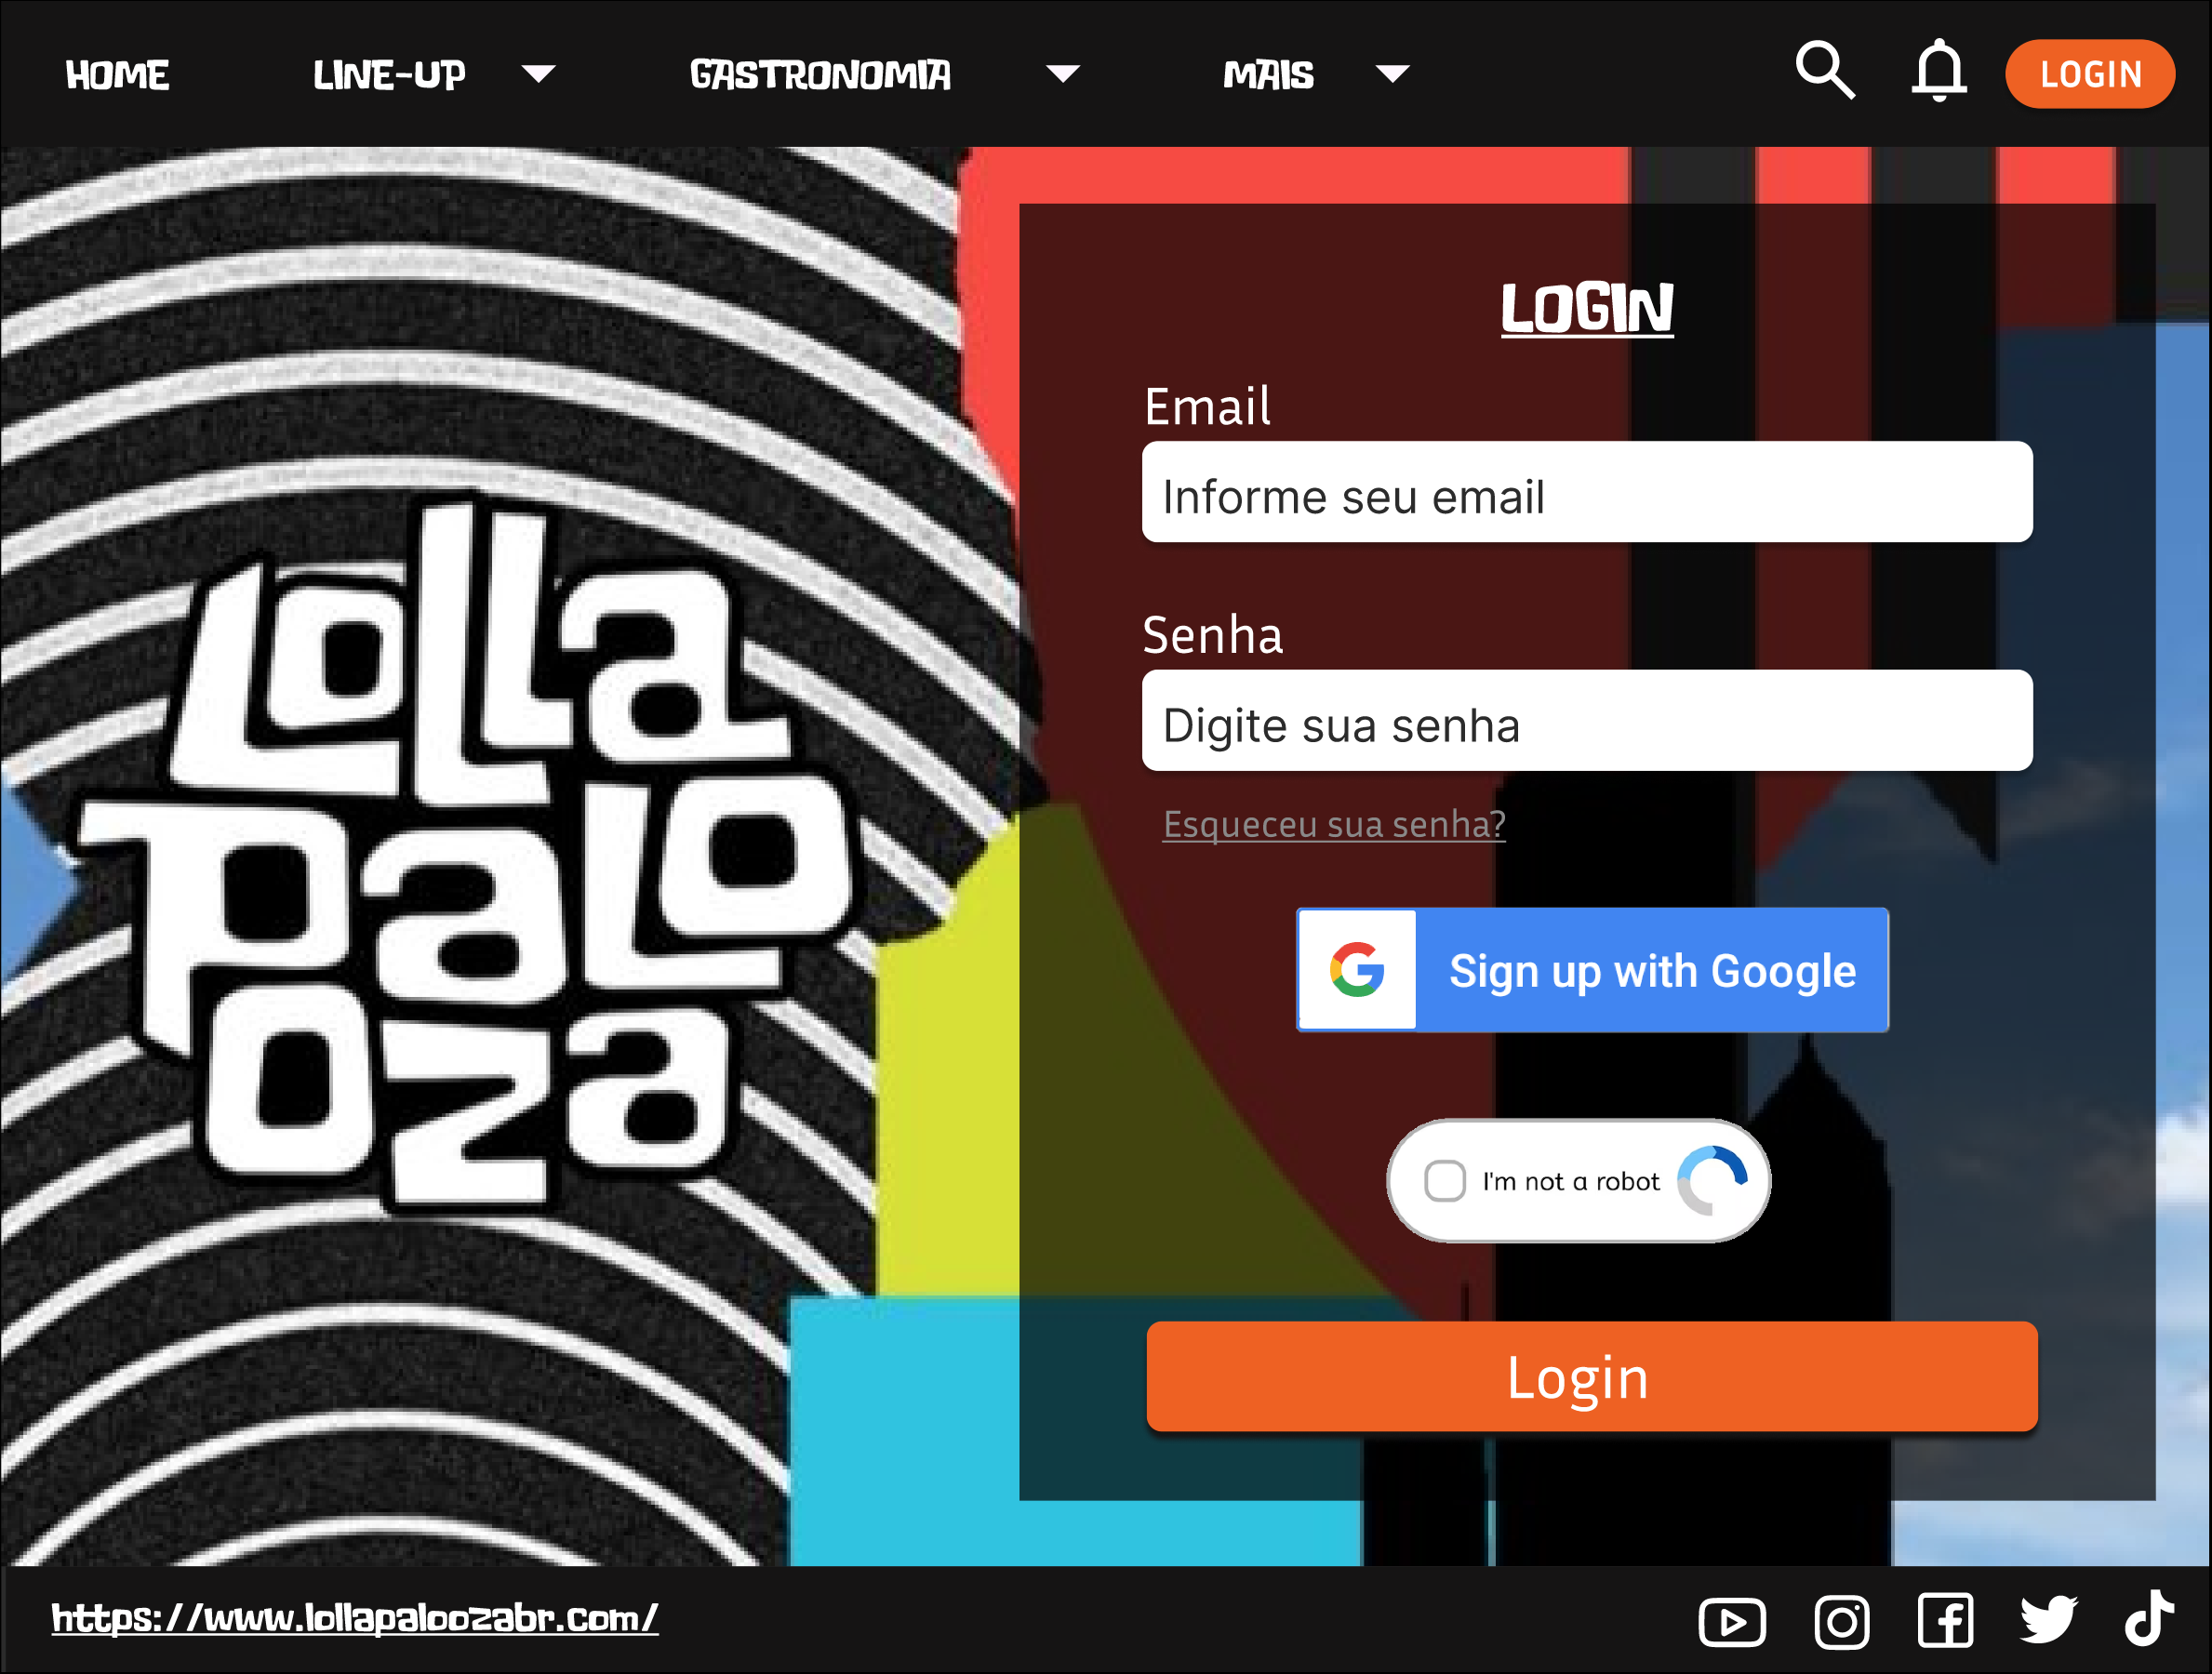 HOME LINE-UP GASTRONOMIA MAIS LOGIN
Lolla
Palo
oza
LOGIN
Email
Informe seu email
Senha
Digite sua senha
Esqueceu sua senha?
Sign up with Google
I'm not a robot
Login
https://www.lollapaloozabr.com/